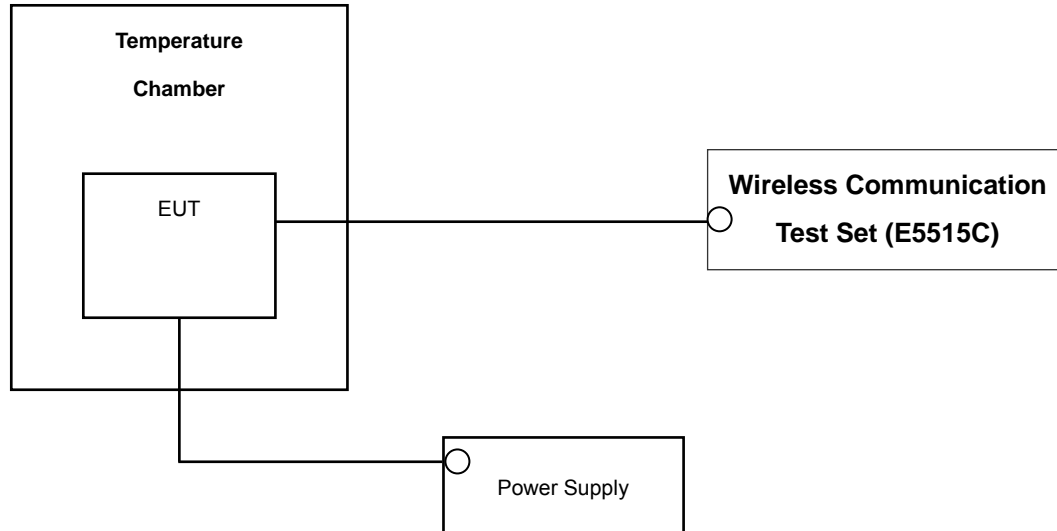 Temperature
Chamber
EUT
Wireless Communication
Test Set (E5515C)
Power Supply